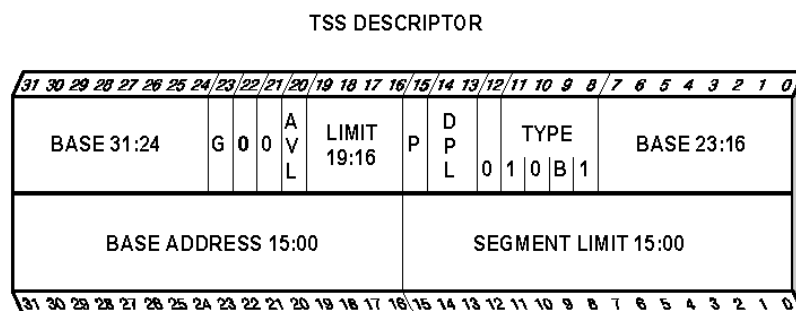 TSS DESCRIPTOR
31 30 29 28 27 26 25 24 23 22 21 20 19 18 17 16 15 14 13 12 11 10 9 8 7 6 5 4 3 2 1 0
BASE 31:24 G 0 0 AVL LIMIT 19:16 P DPL 0 TYPE 1 0 B 1 BASE 23:16
BASE ADDRESS 15:00 SEGMENT LIMIT 15:00
31 30 29 28 27 26 25 24 23 22 21 20 19 18 17 16 15 14 13 12 11 10 9 8 7 6 5 4 3 2 1 0